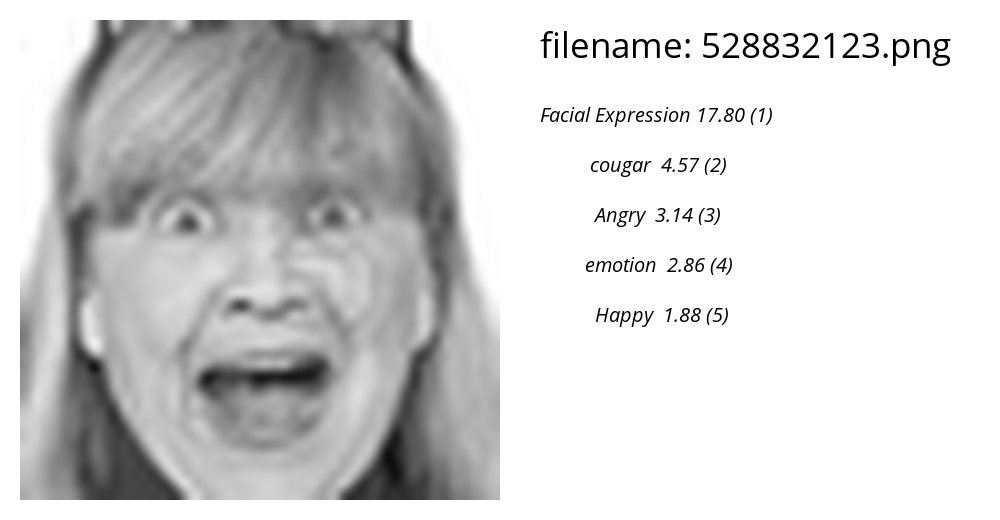 filename: 528832123.png
Facial Expression 17.80 (1)
cougar 4.57 (2)
Angry 3.14 (3)
emotion 2.86 (4)
Happy 1.88 (5)